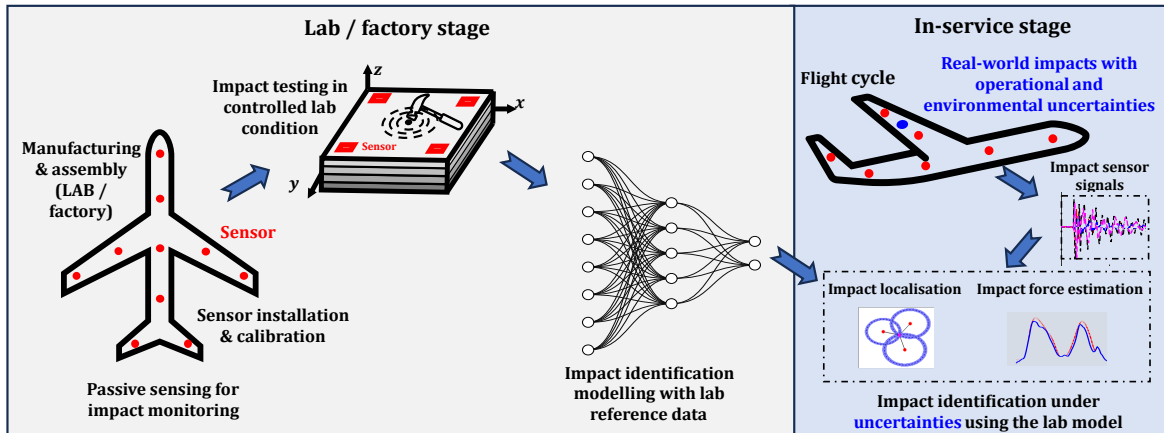 Lab / factory stage
Impact testing in
controlled lab
condition
z
x
y
Sensor
Manufacturing
& assembly
(LAB /
factory)
Sensor
Sensor installation
& calibration
Passive sensing for
impact monitoring
Impact identification
modelling with lab
reference data
In-service stage
Flight cycle
Real-world impacts with
operational and
environmental uncertainties
Impact sensor
signals
Impact localisation
Impact force estimation
Impact identification under
uncertainties using the lab model